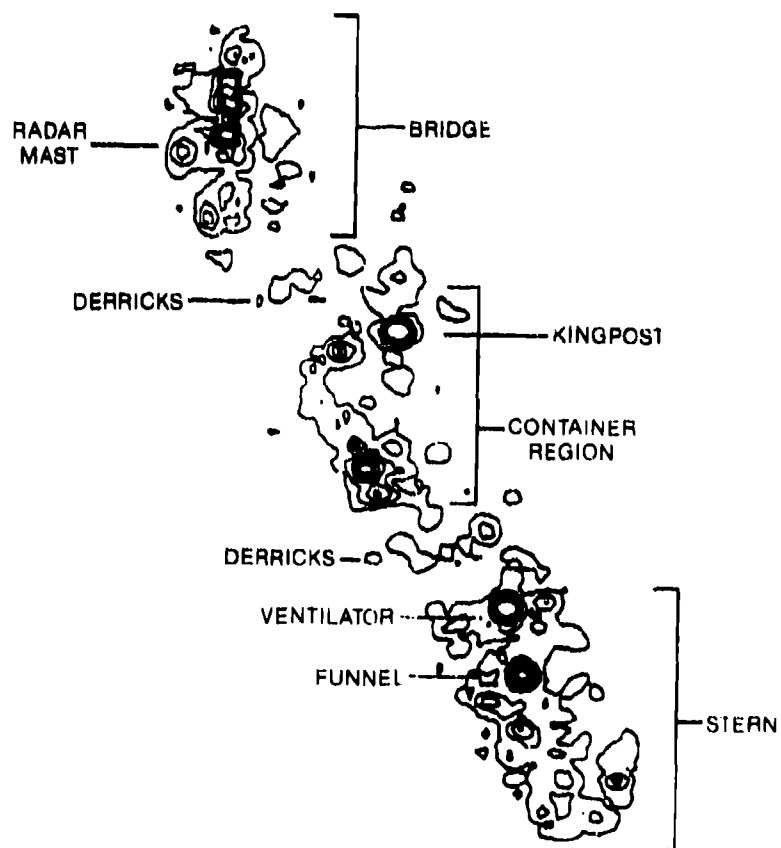 RADAR
MAST
BRIDGE
DERRICKS
KINGPOST
CONTAINER
REGION
DERRICKS
VENTILATOR
FUNNEL
STERN